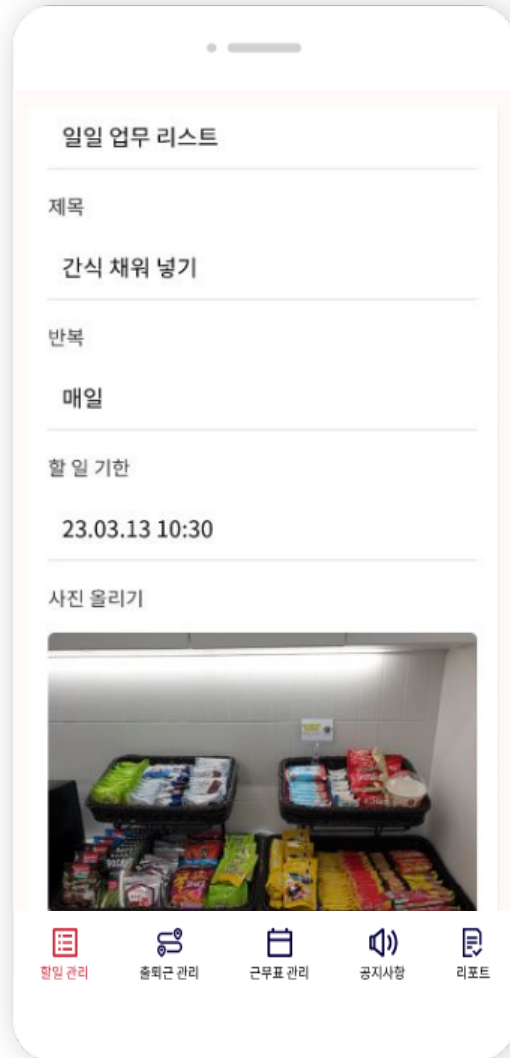 일일 업무 리스트
제목
간식 채워 넣기
반복
매일
할 일 기한
23.03.13 10:30
사진 올리기
할일 관리
출퇴근 관리
근무표 관리
공지사항
리포트